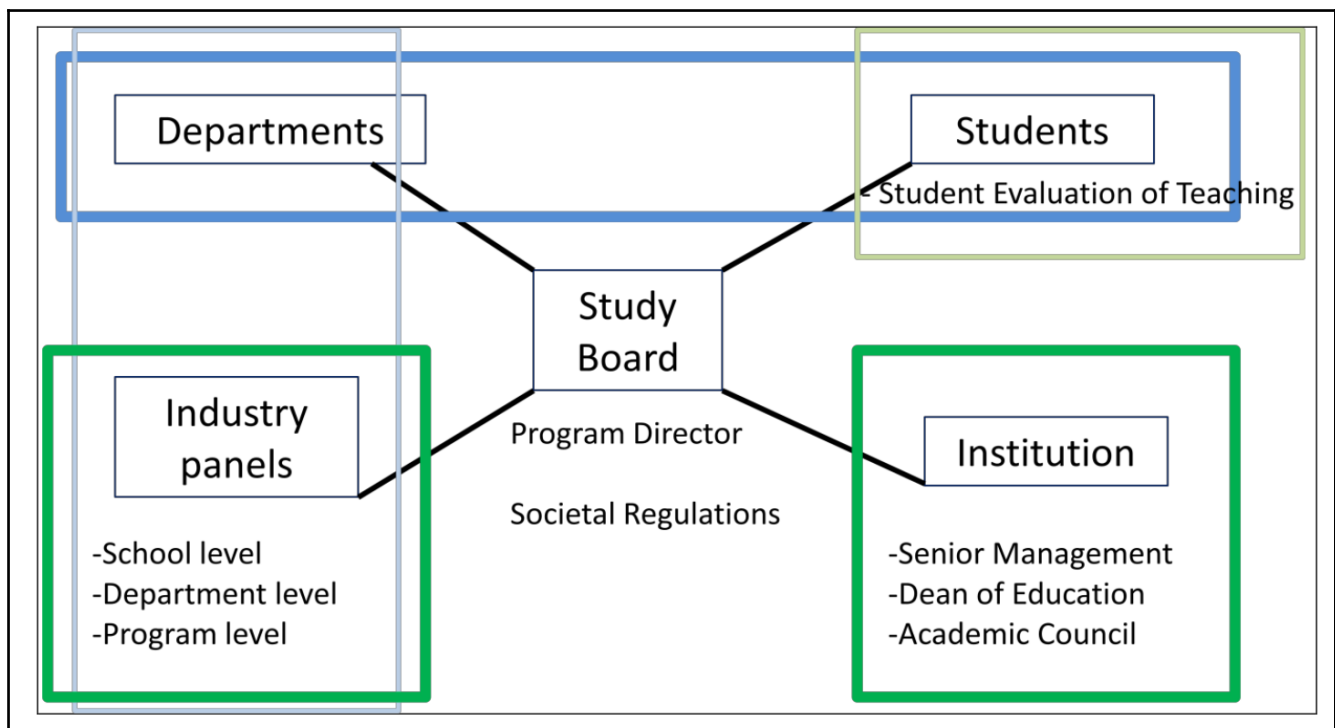 Departments
Students
- Student Evaluation of Teaching
Study
Board
Industry
panels
Program Director
Institution
Societal Regulations
-School level
-Department level
-Program level
-Senior Management
-Dean of Education
-Academic Council